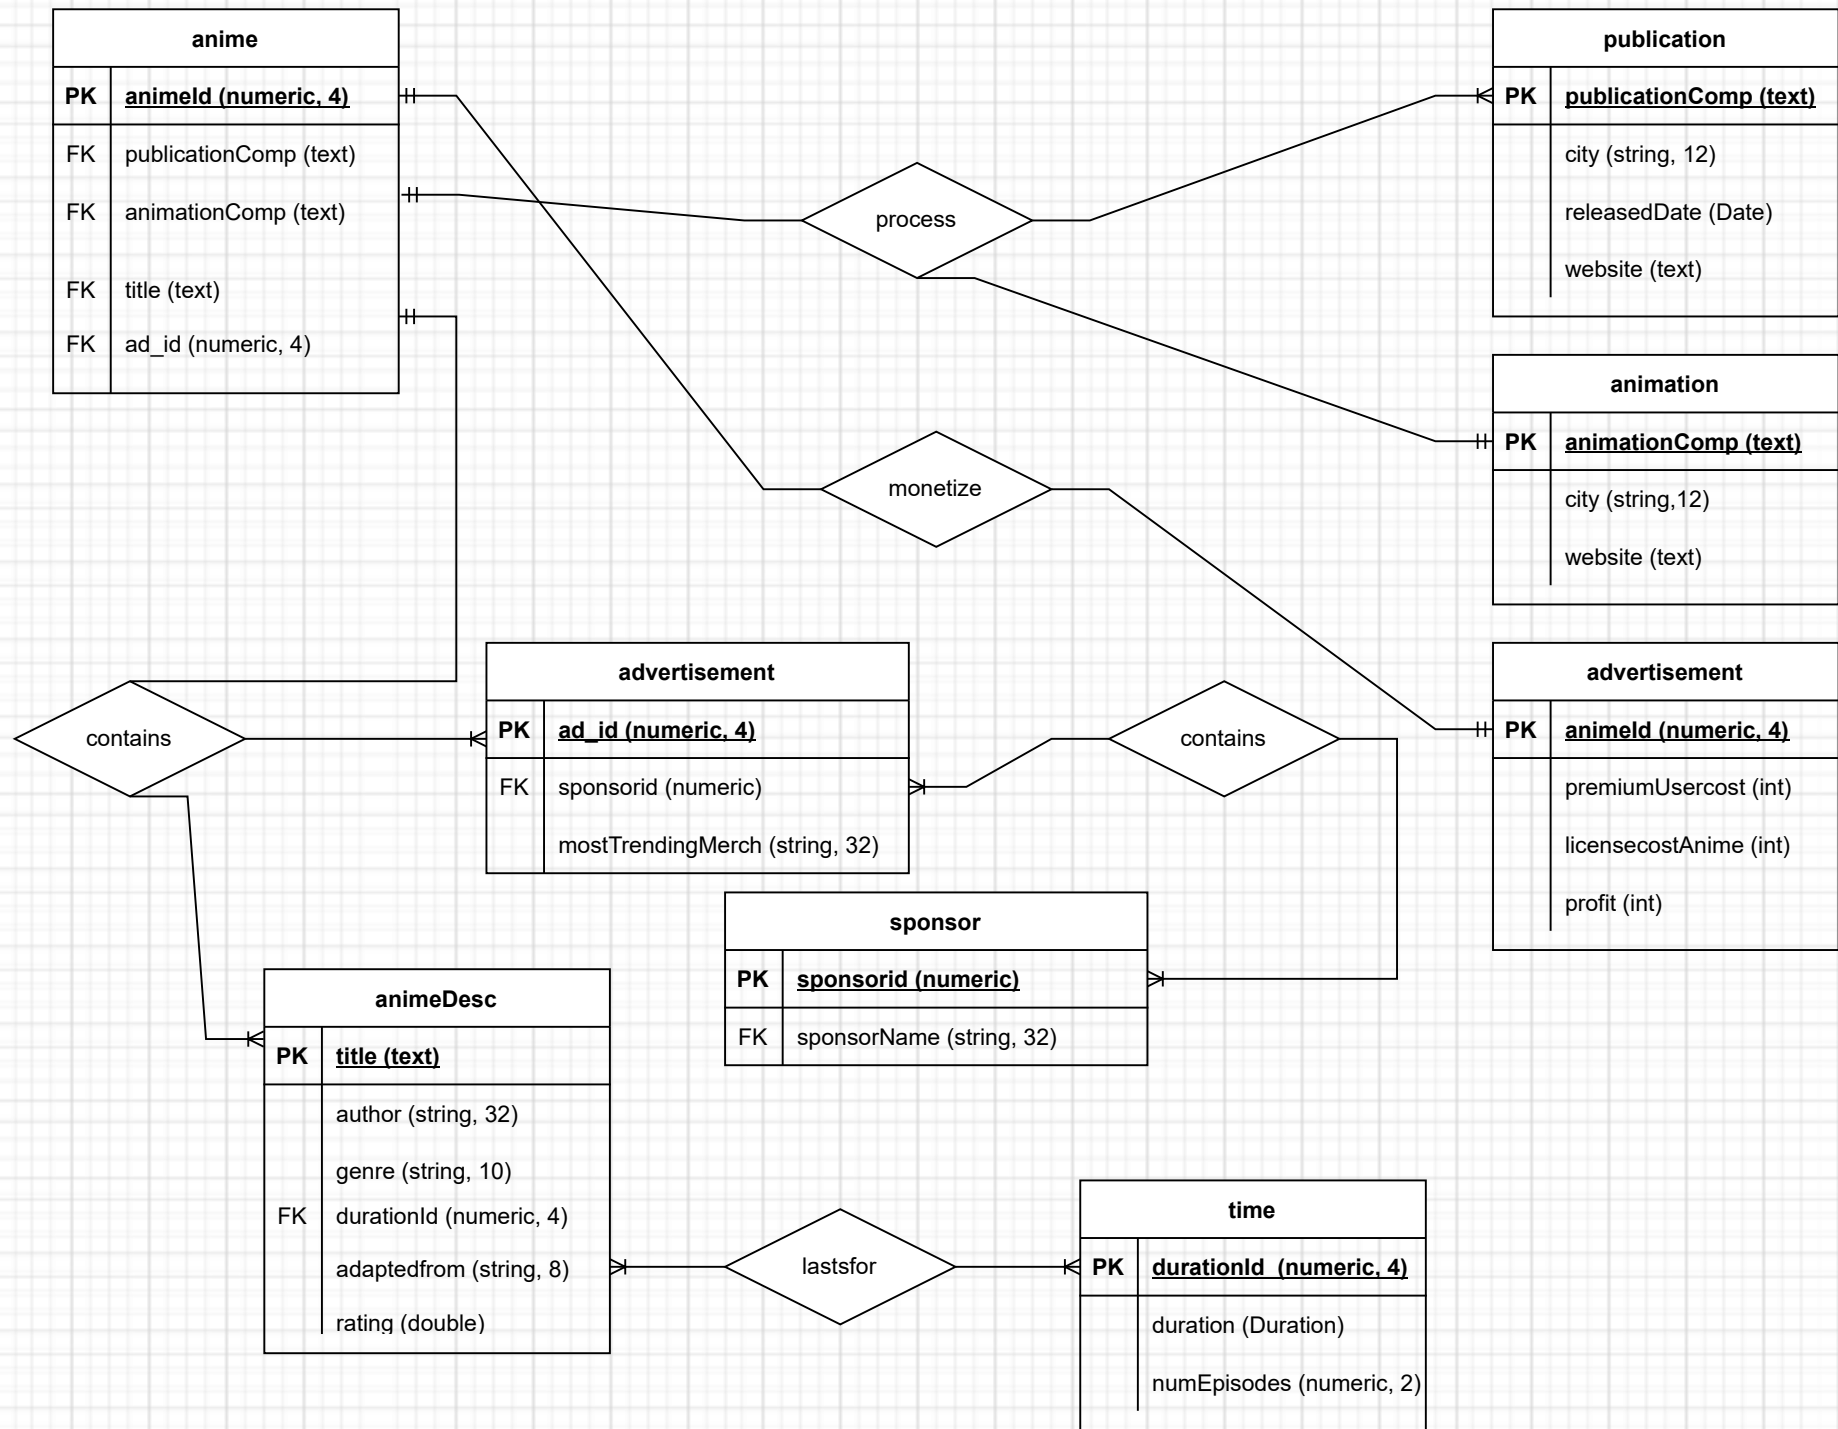 anime
PK animeId (numeric, 4)
FK publicationComp (text)
FK animationComp (text)
FK title (text)
FK ad_id (numeric, 4)
publication
PK publicationComp (text)
city (string, 12)
releasedDate (Date)
website (text)
process
animation
PK animationComp (text)
city (string,12)
website (text)
monetize
contains
advertisement
PK ad_id (numeric, 4)
FK sponsorid (numeric)
mostTrendingMerch (string, 32)
contains
advertisement
PK animeId (numeric, 4)
premiumUsercost (int)
licensecostAnime (int)
profit (int)
sponsor
PK sponsorid (numeric)
FK sponsorName (string, 32)
animeDesc
PK title (text)
author (string, 32)
genre (string, 10)
FK durationId (numeric, 4)
adaptedfrom (string, 8)
rating (double)
lastsfor
time
PK durationId (numeric, 4)
duration (Duration)
numEpisodes (numeric, 2)